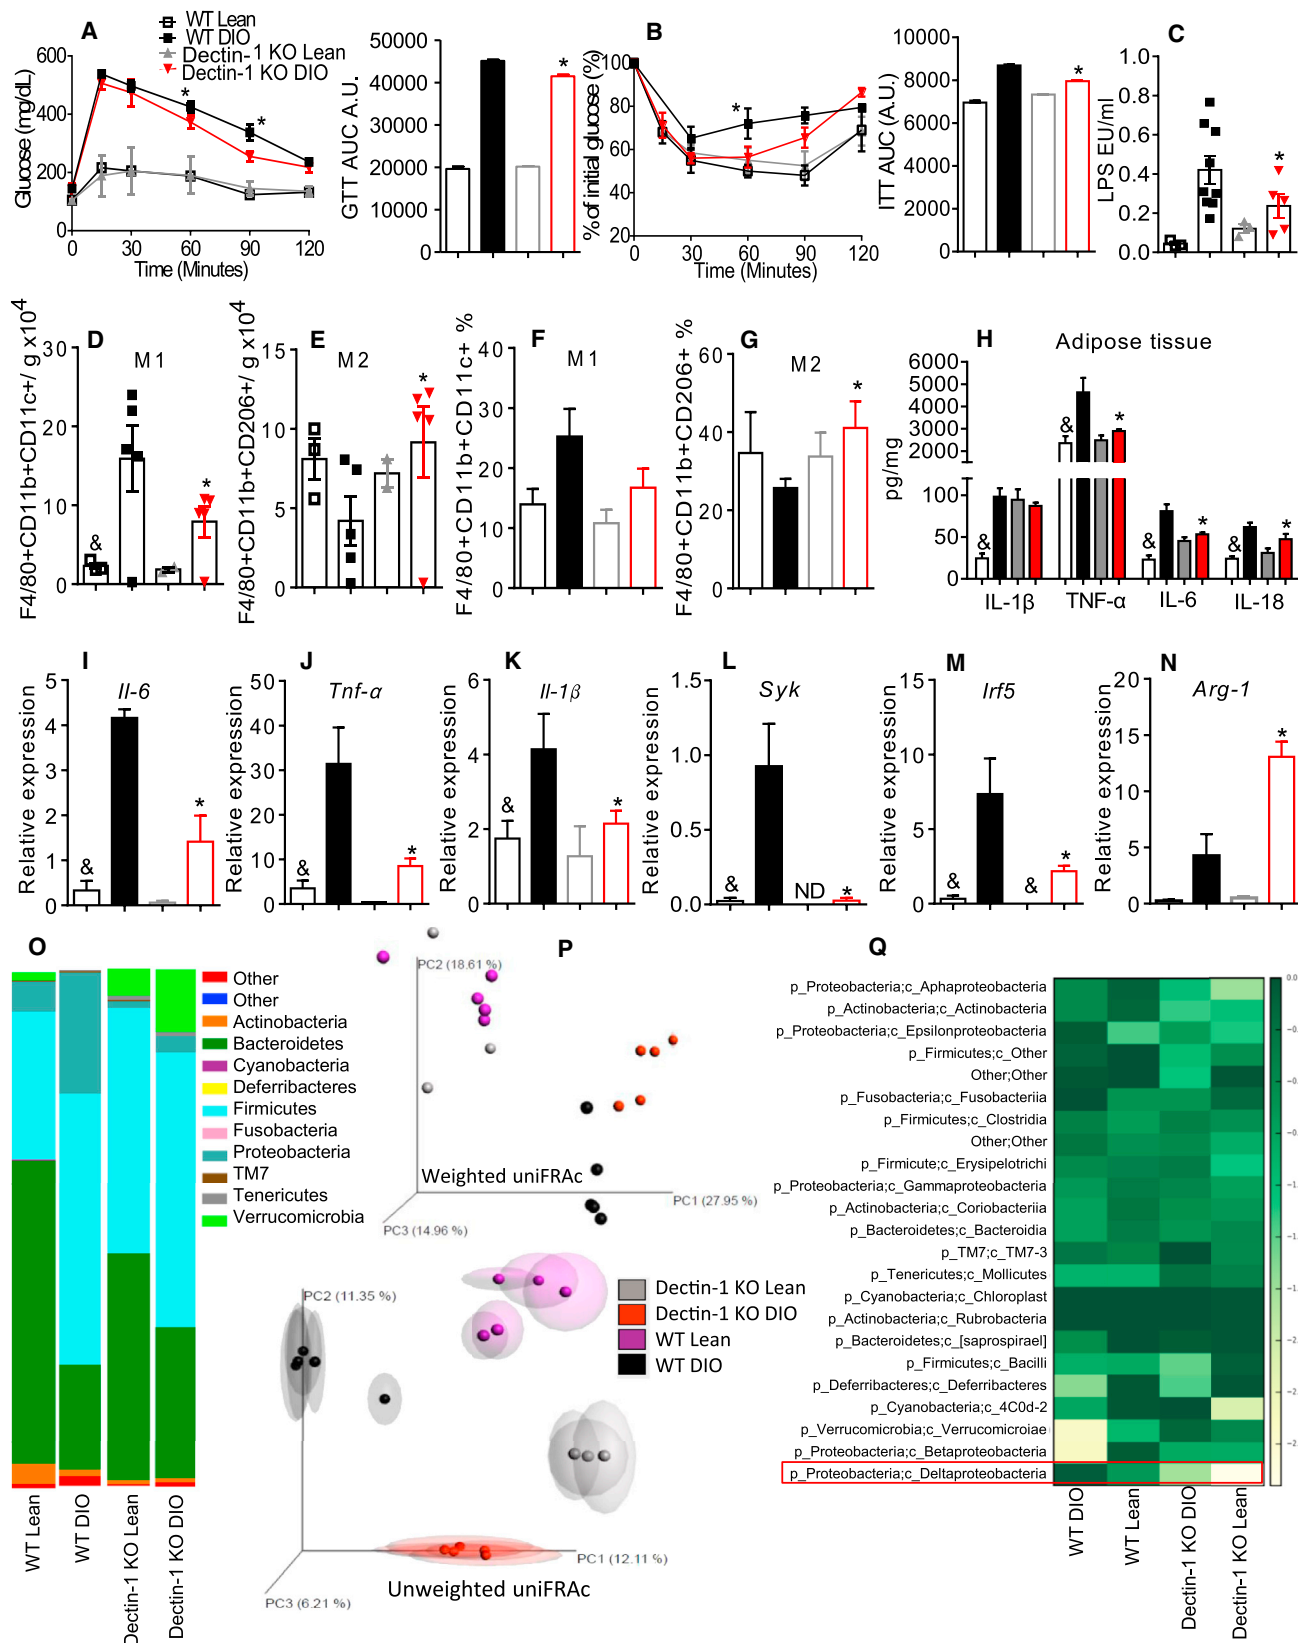 A
WT Lean
WT DIO
Dectin-1 KO Lean
Dectin-1 KO DIO
Glucose (mg/dL)
600
400
200
0
0 30 60 90 120
Time (Minutes)
*
*
GTT AUC A.U.
50000
40000
30000
20000
10000
0
*
B
% of initial glucose (%)
100
80
60
40
20
0 30 60 90 120
Time (Minutes)
*
ITT AUC (A.U.)
10000
8000
6000
4000
2000
0
*
C
LPS EU/ml
1.0
0.8
0.6
0.4
0.2
0.0
*
D
M1
F4/80+CD11b+CD11c+/ g x10⁴
30
20
10
0
&
*
E
M2
F4/80+CD11b+CD206+/ g x10⁴
15
10
5
0
*
F
M1
F4/80+CD11b+CD11c+ %
40
30
20
10
0
G
M2
F4/80+CD11b+CD206+ %
60
40
20
0
*
H
Adipose tissue
pg/mg
6000
5000
4000
3000
2000
100
50
0
&
&
*
&
*
&
*
IL-1β TNF-α IL-6 IL-18
I
Il-6
Relative expression
5
4
3
2
1
0
&
*
J
Tnf-α
Relative expression
50
40
30
20
10
0
&
*
K
Il-1β
Relative expression
6
4
2
0
&
*
L
Syk
Relative expression
1.5
1.0
0.5
0.0
&
ND
*
M
Irf5
Relative expression
15
10
5
0
&
&
*
N
Arg-1
Relative expression
20
15
10
5
0
*
O
Other
Other
Actinobacteria
Bacteroidetes
Cyanobacteria
Deferribacteres
Firmicutes
Fusobacteria
Proteobacteria
TM7
Tenericutes
Verrucomicrobia
WT Lean
WT DIO
Dectin-1 KO Lean
Dectin-1 KO DIO
P
PC2 (18.61 %)
Weighted uniFRAc
PC1 (27.95 %)
PC3 (14.96 %)
Dectin-1 KO Lean
Dectin-1 KO DIO
WT Lean
WT DIO
PC2 (11.35 %)
PC1 (12.11 %)
Unweighted uniFRAc
PC3 (6.21 %)
Q
p_Proteobacteria;c_Aphaproteobacteria
p_Actinobacteria;c_Actinobacteria
p_Proteobacteria;c_Epsilonproteobacteria
p_Firmicutes;c_Other
Other;Other
p_Fusobacteria;c_Fusobacteriia
p_Firmicutes;c_Clostridia
Other;Other
p_Firmicute;c_Erysipelotrichi
p_Proteobacteria;c_Gammaproteobacteria
p_Actinobacteria;c_Coriobacteriia
p_Bacteroidetes;c_Bacteroidia
p_TM7;c_TM7-3
p_Tenericutes;c_Mollicutes
p_Cyanobacteria;c_Chloroplast
p_Actinobacteria;c_Rubrobacteria
p_Bacteroidetes;c_[saprospirael]
p_Firmicutes;c_Bacilli
p_Deferribacteres;c_Deferribacteres
p_Cyanobacteria;c_4C0d-2
p_Verrucomicrobia;c_Verrucomicroiae
p_Proteobacteria;c_Betaproteobacteria
p_Proteobacteria;c_Deltaproteobacteria
WT DIO
WT Lean
Dectin-1 KO DIO
Dectin-1 KO Lean